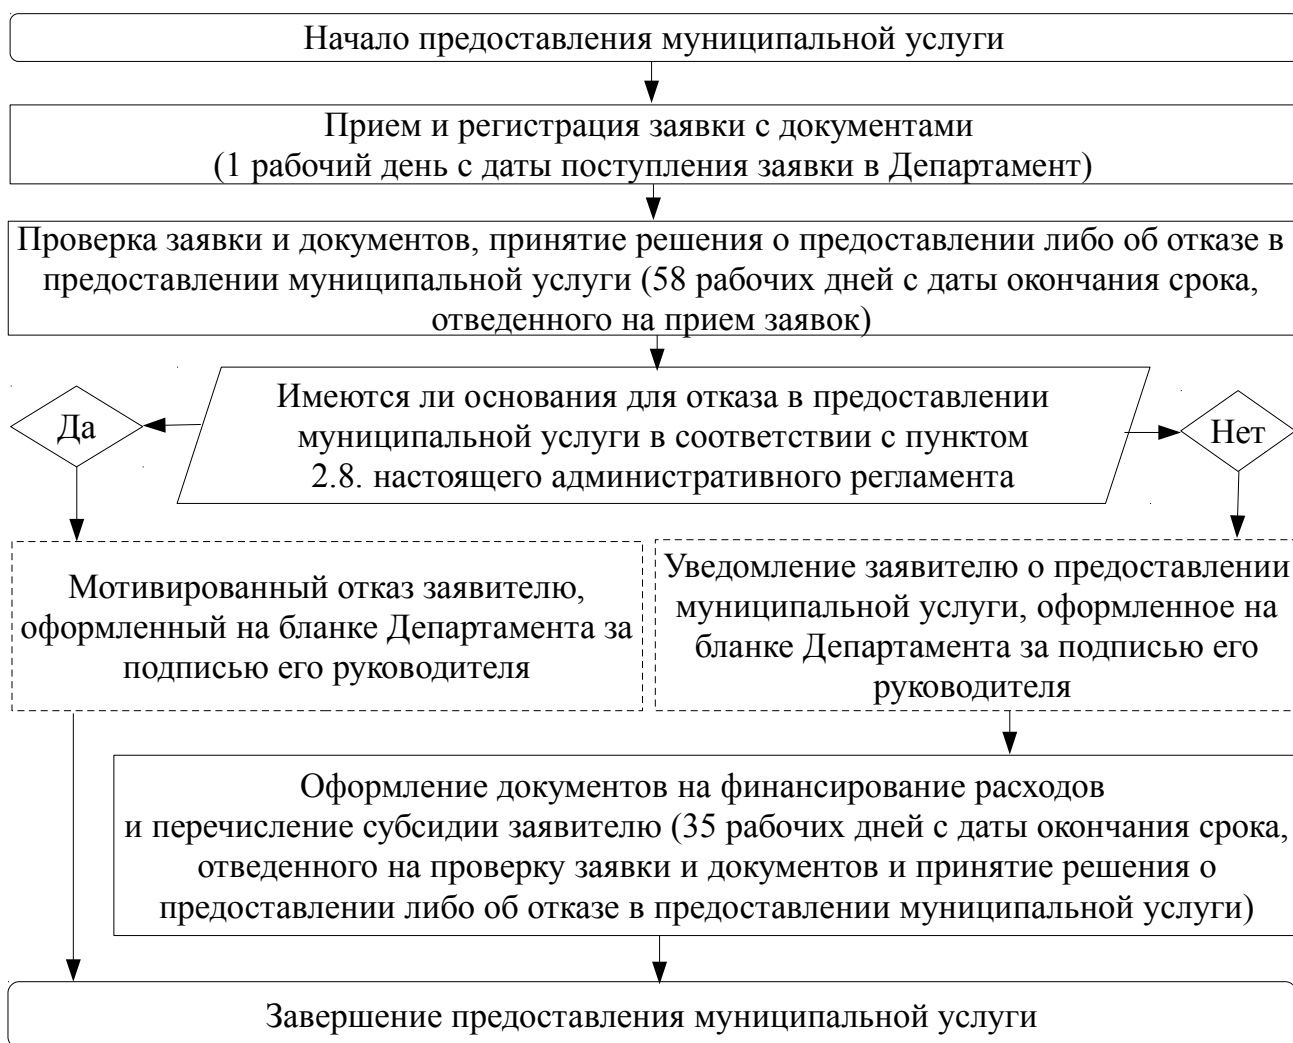 Начало предоставления муниципальной услуги
Прием и регистрация заявки с документами
(1 рабочий день с даты поступления заявки в Департамент)
Проверка заявки и документов, принятие решения о предоставлении либо об отказе в
предоставлении муниципальной услуги (58 рабочих дней с даты окончания срока,
отведенного на прием заявок)
Имеются ли основания для отказа в предоставлении
муниципальной услуги в соответствии с пунктом
2.8. настоящего административного регламента
Да
Нет
Мотивированный отказ заявителю,
оформленный на бланке Департамента за
подписью его руководителя
Уведомление заявителю о предоставлении
муниципальной услуги, оформленное на
бланке Департамента за подписью его
руководителя
Оформление документов на финансирование расходов
и перечисление субсидии заявителю (35 рабочих дней с даты окончания срока,
отведенного на проверку заявки и документов и принятие решения о
предоставлении либо об отказе в предоставлении муниципальной услуги)
Завершение предоставления муниципальной услуги